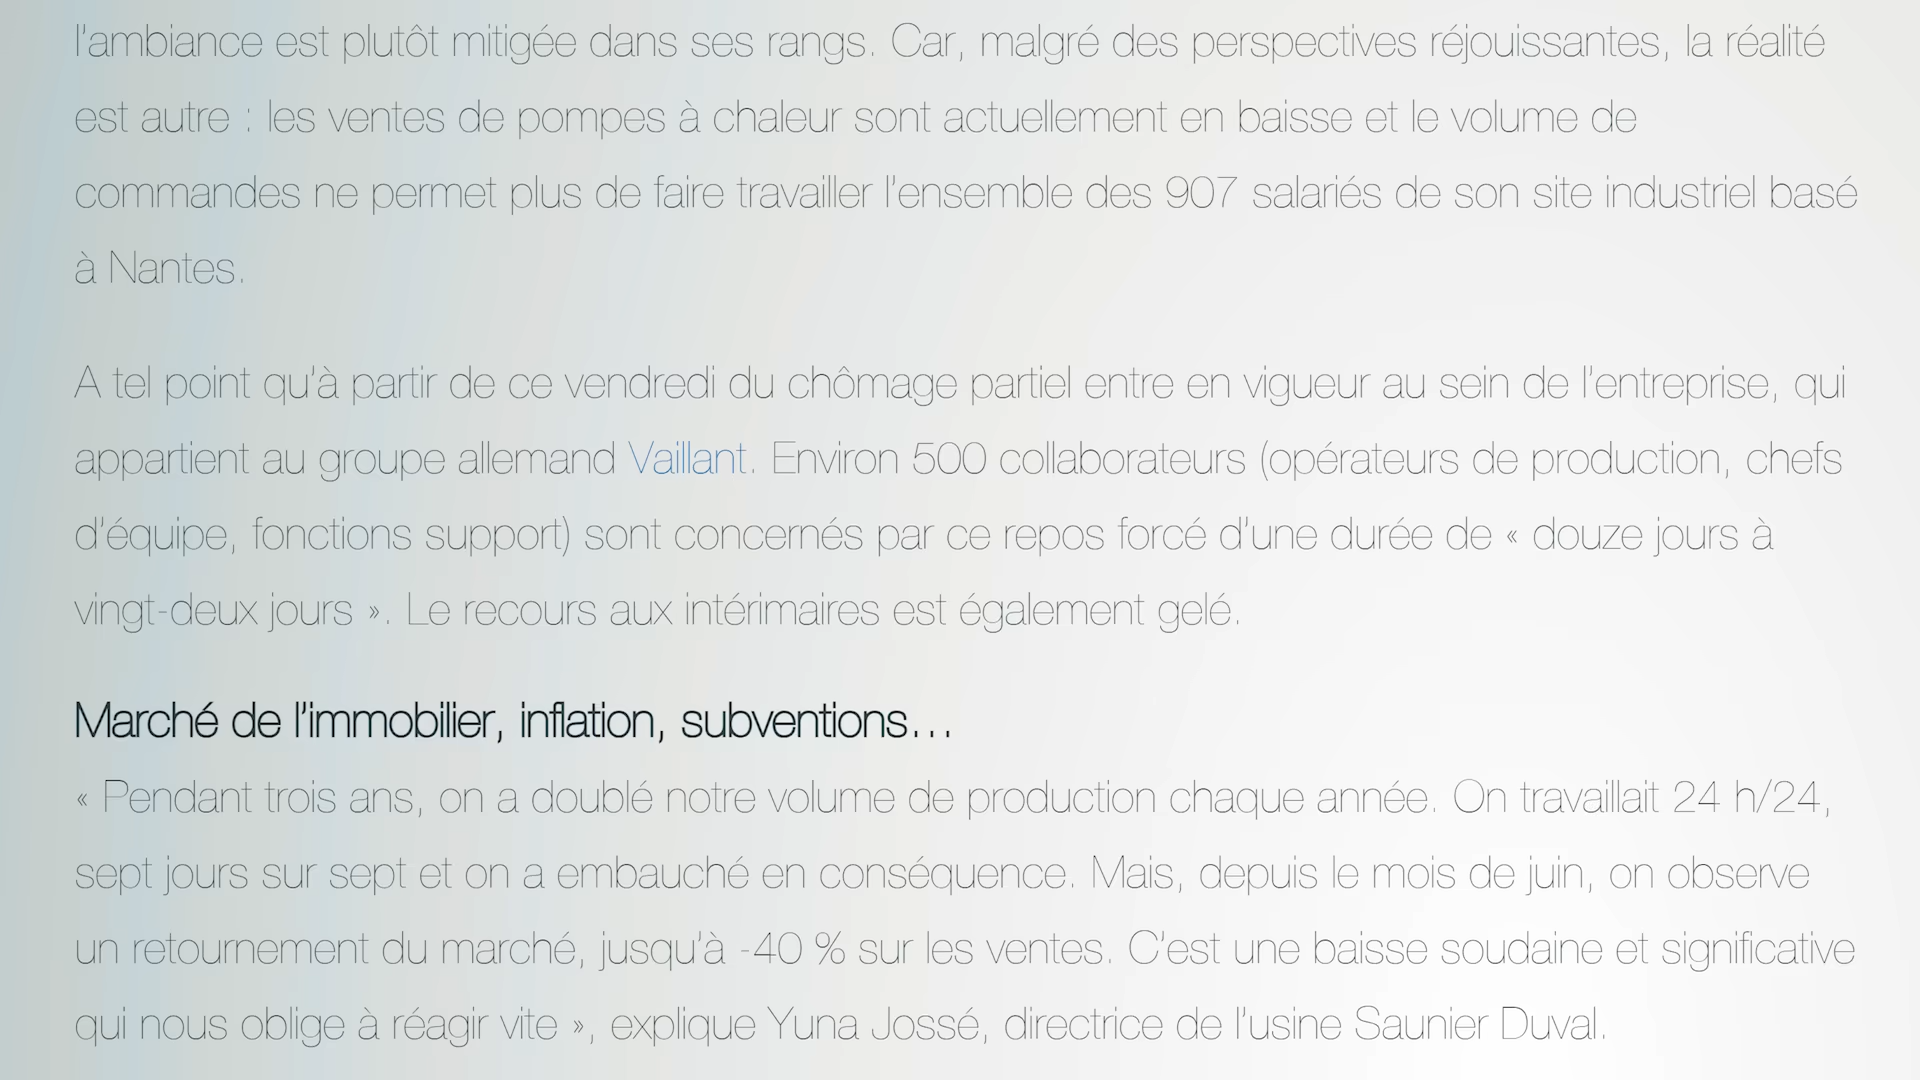 l'ambiance est plutôt mitigée dans ses rangs. Car, malgré des perspectives réjouissantes, la réalité
est autre : les ventes de pompes à chaleur sont actuellement en baisse et le volume de
commandes ne permet plus de faire travailler l'ensemble des 907 salariés de son site industriel basé
à Nantes.
A tel point qu'à partir de ce vendredi du chômage partiel entre en vigueur au sein de l'entreprise, qui
appartient au groupe allemand Vaillant. Environ 500 collaborateurs (opérateurs de production, chefs
d'équipe, fonctions support) sont concernés par ce repos forcé d'une durée de « douze jours à
vingt-deux jours ». Le recours aux intérimaires est également gelé.
Marché de l'immobilier, inflation, subventions…
« Pendant trois ans, on a doublé notre volume de production chaque année. On travaillait 24 h/24,
sept jours sur sept et on a embauché en conséquence. Mais, depuis le mois de juin, on observe
un retournement du marché, jusqu'à -40 % sur les ventes. C'est une baisse soudaine et significative
qui nous oblige à réagir vite », explique Yuna Jossé, directrice de l'usine Saunier Duval.